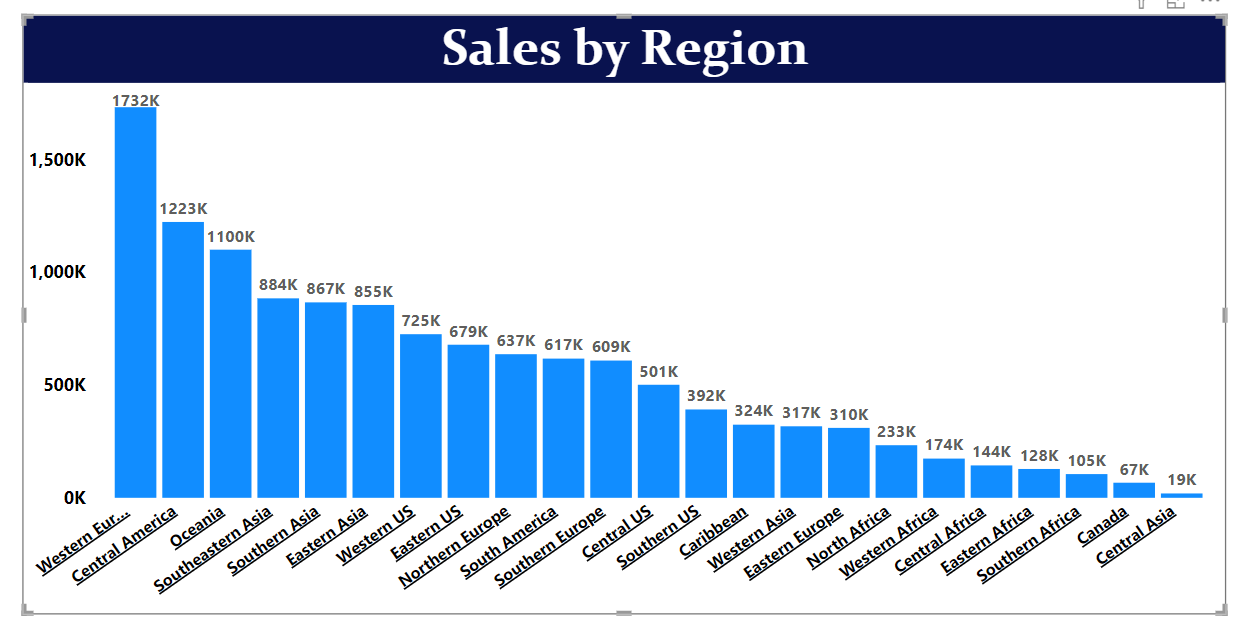 Sales by Region
1732K
1,500K
1223K
1100K
1,000K
884K
867K
855K
725K
679K
637K
617K
609K
500K
501K
392K
324K
317K
310K
233K
174K
144K
128K
105K
67K
19K
0K
Western Eur...
Central America
Oceania
Southeastern Asia
Southern Asia
Eastern Asia
Western US
Eastern US
Northern Europe
South America
Southern Europe
Central US
Southern US
Caribbean
Western Asia
Eastern Europe
North Africa
Western Africa
Central Africa
Eastern Africa
Southern Africa
Canada
Central Asia